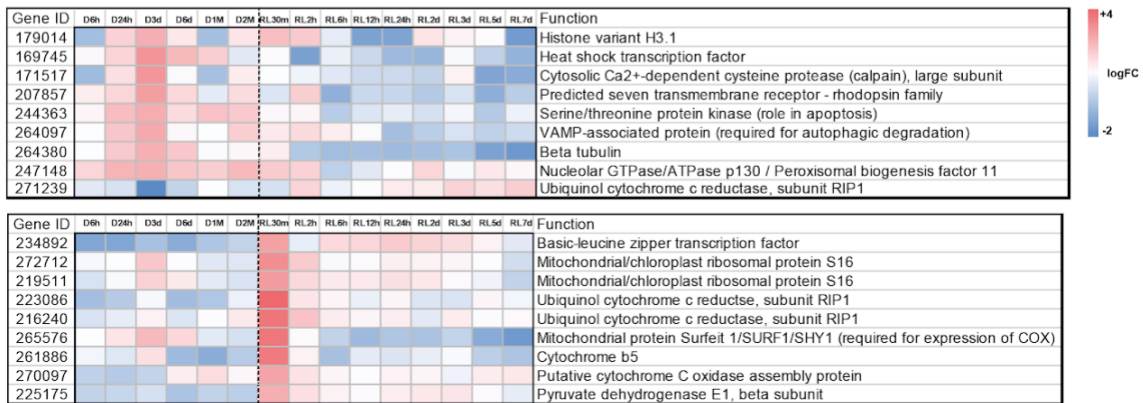 Gene ID D6h D24h D3d D6d D1M D2M RL30m RL2h RL6h RL12h RL24h RL2d RL3d RL5d RL7d Function
179014 Histone variant H3.1
169745 Heat shock transcription factor
171517 Cytosolic Ca2+-dependent cysteine protease (calpain), large subunit
207857 Predicted seven transmembrane receptor - rhodopsin family
244363 Serine/threonine protein kinase (role in apoptosis)
264097 VAMP-associated protein (required for autophagic degradation)
264380 Beta tubulin
247148 Nucleolar GTPase/ATPase p130 / Peroxisomal biogenesis factor 11
271239 Ubiquinol cytochrome c reductase, subunit RIP1
+4
logFC
-2
Gene ID D6h D24h D3d D6d D1M D2M RL30m RL2h RL6h RL12h RL24h RL2d RL3d RL5d RL7d Function
234892 Basic-leucine zipper transcription factor
272712 Mitochondrial/chloroplast ribosomal protein S16
219511 Mitochondrial/chloroplast ribosomal protein S16
223086 Ubiquinol cytochrome c reductse, subunit RIP1
216240 Ubiquinol cytochrome c reductase, subunit RIP1
265576 Mitochondrial protein Surfeit 1/SURF1/SHY1 (required for expression of COX)
261886 Cytochrome b5
270097 Putative cytochrome C oxidase assembly protein
225175 Pyruvate dehydrogenase E1, beta subunit